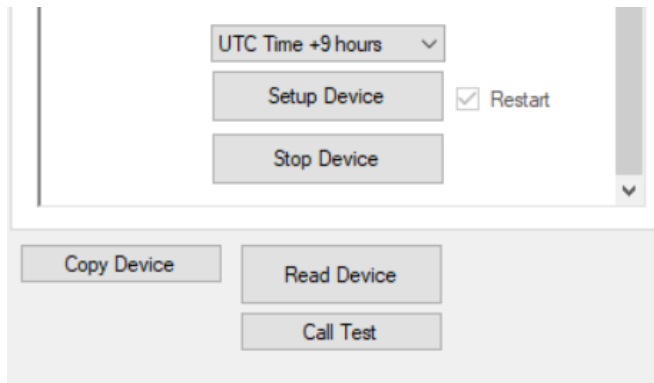 UTC Time +9 hours
Setup Device
Restart
Stop Device
Copy Device
Read Device
Call Test